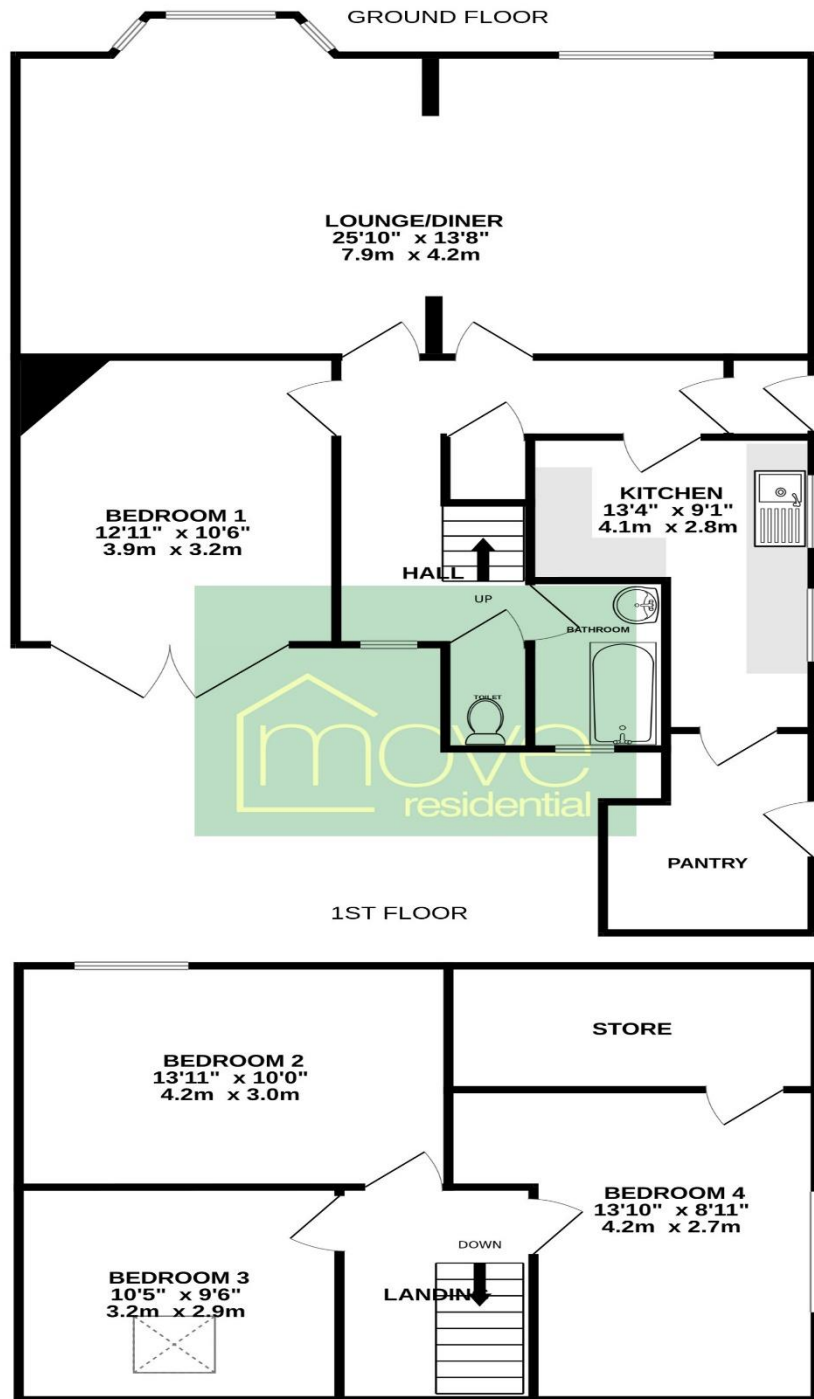 GROUND FLOOR
LOUNGE/DINER
25'10" x 13'8"
7.9m x 4.2m
BEDROOM 1
12'11" x 10'6"
3.9m x 3.2m
KITCHEN
13'4" x 9'1"
4.1m x 2.8m
HALL
UP
BATHROOM
TOILET
move
residential
PANTRY
1ST FLOOR
BEDROOM 2
13'11" x 10'0"
4.2m x 3.0m
STORE
BEDROOM 4
13'10" x 8'11"
4.2m x 2.7m
DOWN
LANDING
BEDROOM 3
10'5" x 9'6"
3.2m x 2.9m